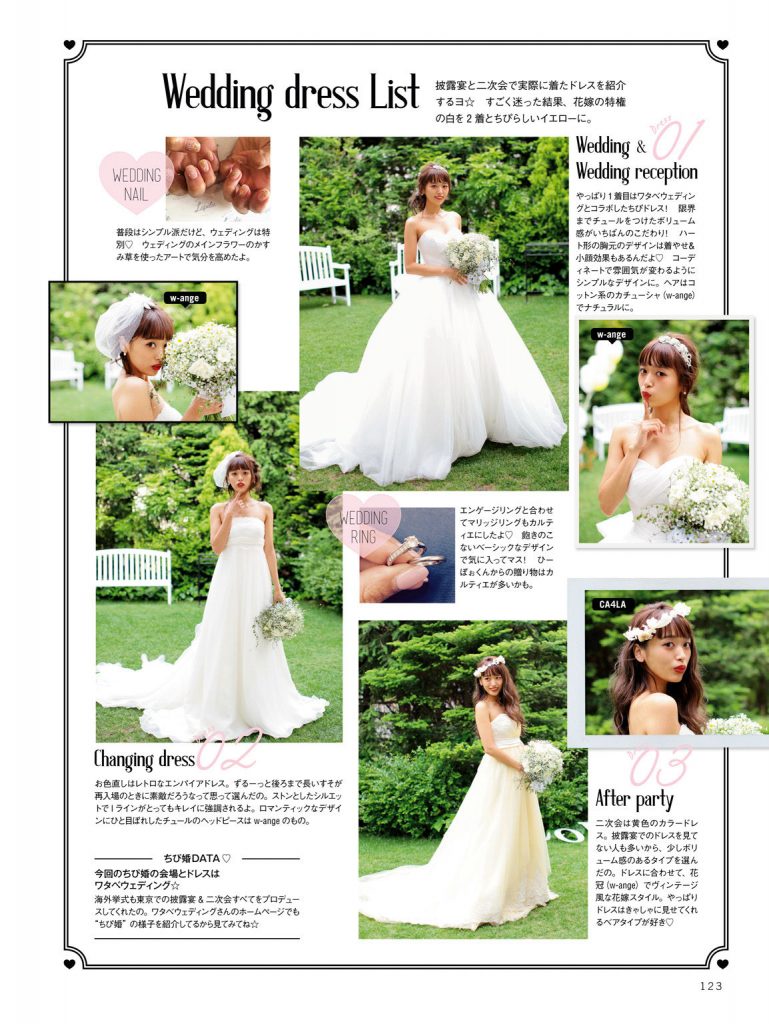 Wedding dress List
披露宴と二次会で実際に着たドレスを紹介
するヨ☆　すごく迷った結果、花嫁の特権
の白を2着とちぴらしいイエローに。
WEDDING
NAIL
普段はシンプル派だけど、ウェディングは特
別♡　ウェディングのメインフラワーのかす
み草を使ったアートで気分を高めたよ。
Dress
01
Wedding &
Wedding reception
やっぱり1着目はワタベウェディン
グとコラボしたちぴドレス！　限界
までチュールをつけたボリューム
感がいちばんのこだわり！　ハー
ト形の胸元のデザインは着やせ&
小顔効果もあるんだよ♡　コーデ
ィネートで雰囲気が変わるように
シンプルなデザインに。ヘアはコ
ットン系のカチューシャ（w-ange）
でナチュラルに。
w-ange
w-ange
WEDDING
RING
エンゲージリングと合わせ
てマリッジリングもカルテ
ィエにしたよ♡　飽きのこ
ないベーシックなデザイン
で気に入ってマス！　ひー
ぼぉくんからの贈り物はカ
ルティエが多いかも。
CA4LA
02
Changing dress
お色直しはレトロなエンパイアドレス。ずるーっと後ろまで長いすそが
再入場のときに素敵だろうなって思って選んだの。ストンとしたシルエッ
トでIラインがとってもキレイに強調されるよ。ロマンティックなデザイ
ンにひと目ぼれしたチュールのヘッドピースは w-ange のもの。
03
After party
二次会は黄色のカラードレ
ス。披露宴でのドレスを見て
ない人も多いから、少しボリ
ューム感のあるタイプを選ん
だの。ドレスに合わせて、花
冠（w-ange）でヴィンテージ
風な花嫁スタイル。やっぱり
ドレスはきゃしゃに見せてくれ
るベアタイプが好き♡
ちぴ婚DATA♡
今回のちぴ婚の会場とドレスは
ワタベウェディング☆
海外挙式も東京での披露宴＆二次会すべてをプロデュー
スしてくれたの。ワタベウェディングさんのホームページでも
“ちぴ婚”の様子を紹介してるから見てみてね☆
123